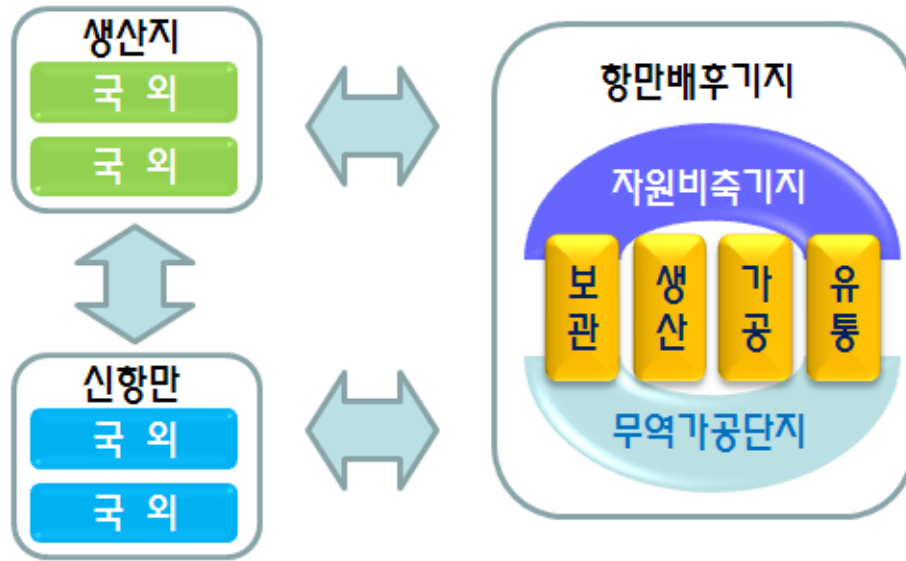 생산지
국 외
국 외
신항만
국 외
국 외
항만배후기지
자원비축기지
보관
생산
가공
유통
무역가공단지